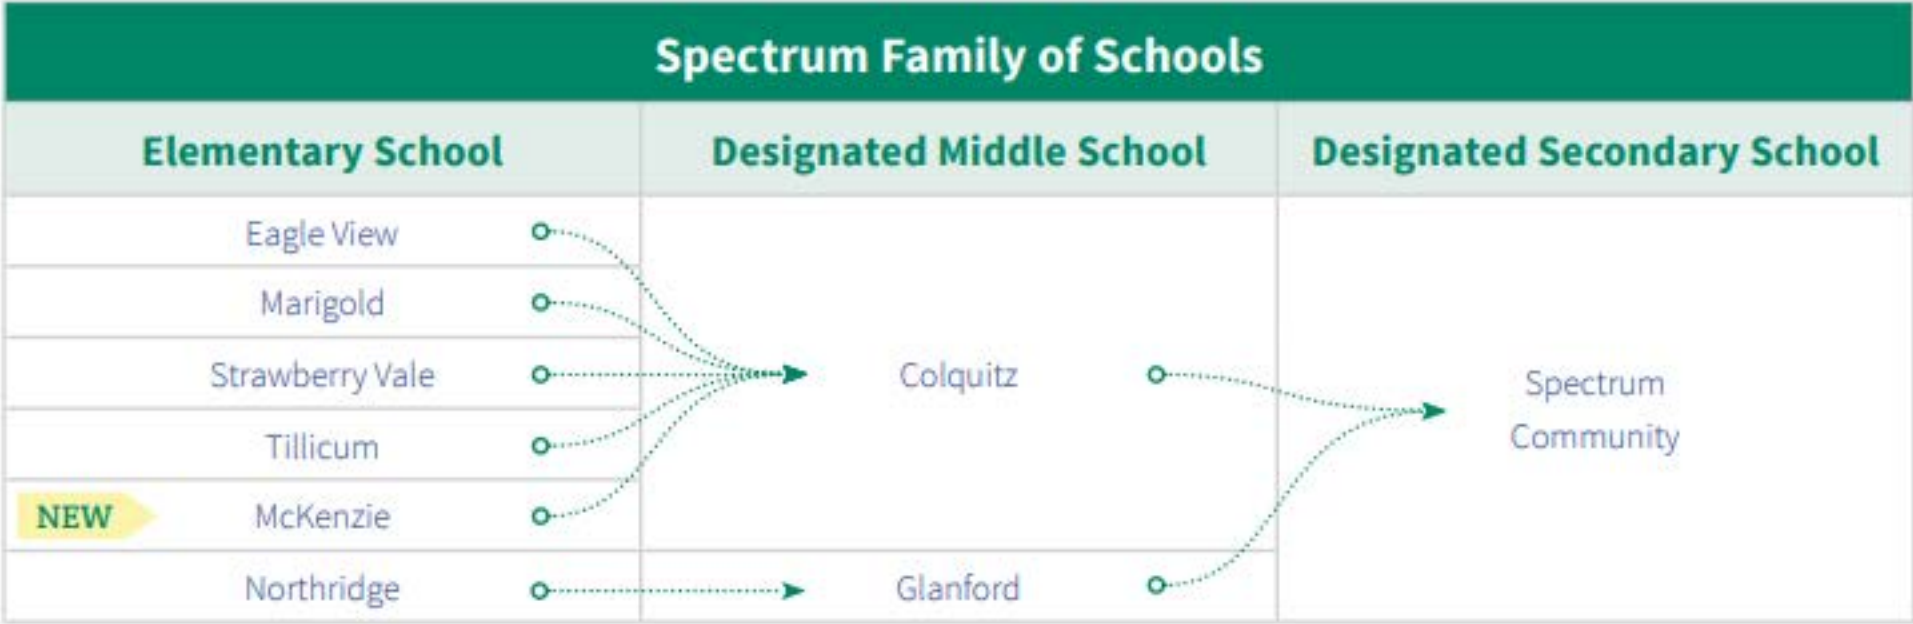 Spectrum Family of Schools
Elementary School
Designated Middle School
Designated Secondary School
Eagle View
Marigold
Strawberry Vale
Colquitz
Spectrum
Community
Tillicum
NEW
McKenzie
Northridge
Glanford